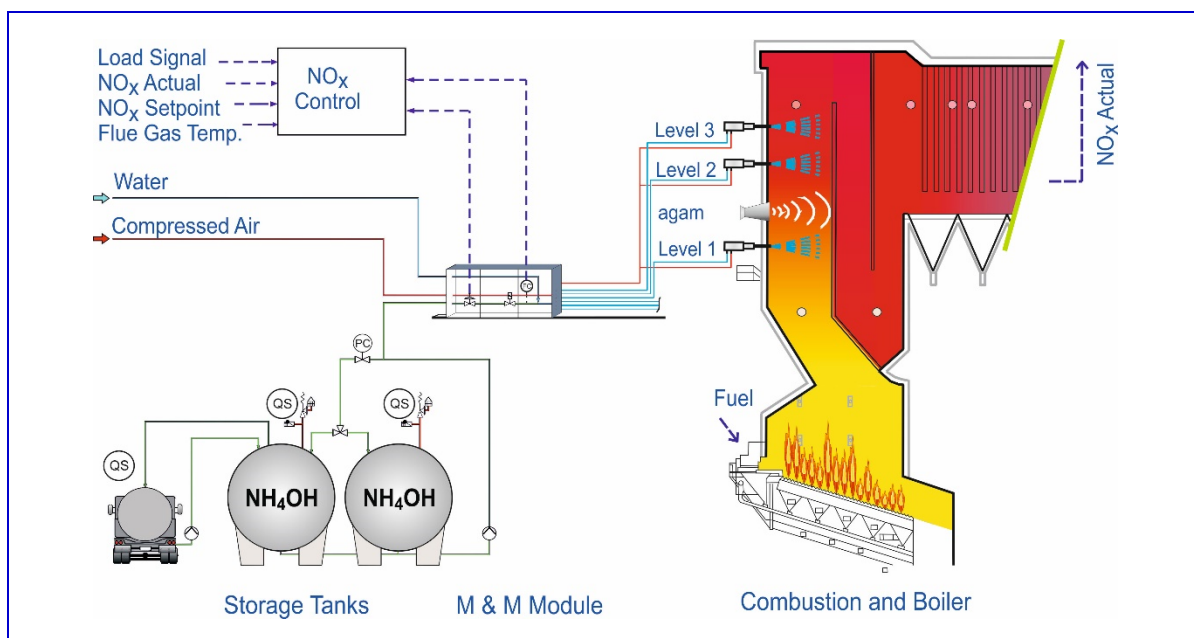 Load Signal
NOx Actual
NOx Setpoint
Flue Gas Temp.
NOx
Control
Water
Compressed Air
Level 3
Level 2
agam
Level 1
NOx Actual
TC
PC
QS
QS
QS
NH4OH
NH4OH
Fuel
Storage Tanks
M & M Module
Combustion and Boiler